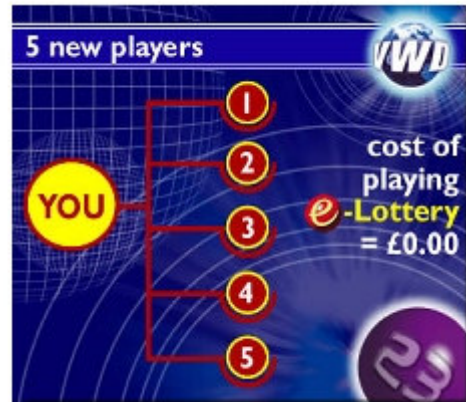 5 new players
VWD
YOU
1
2
3
4
5
cost of
playing
e-Lottery
= £0.00
23